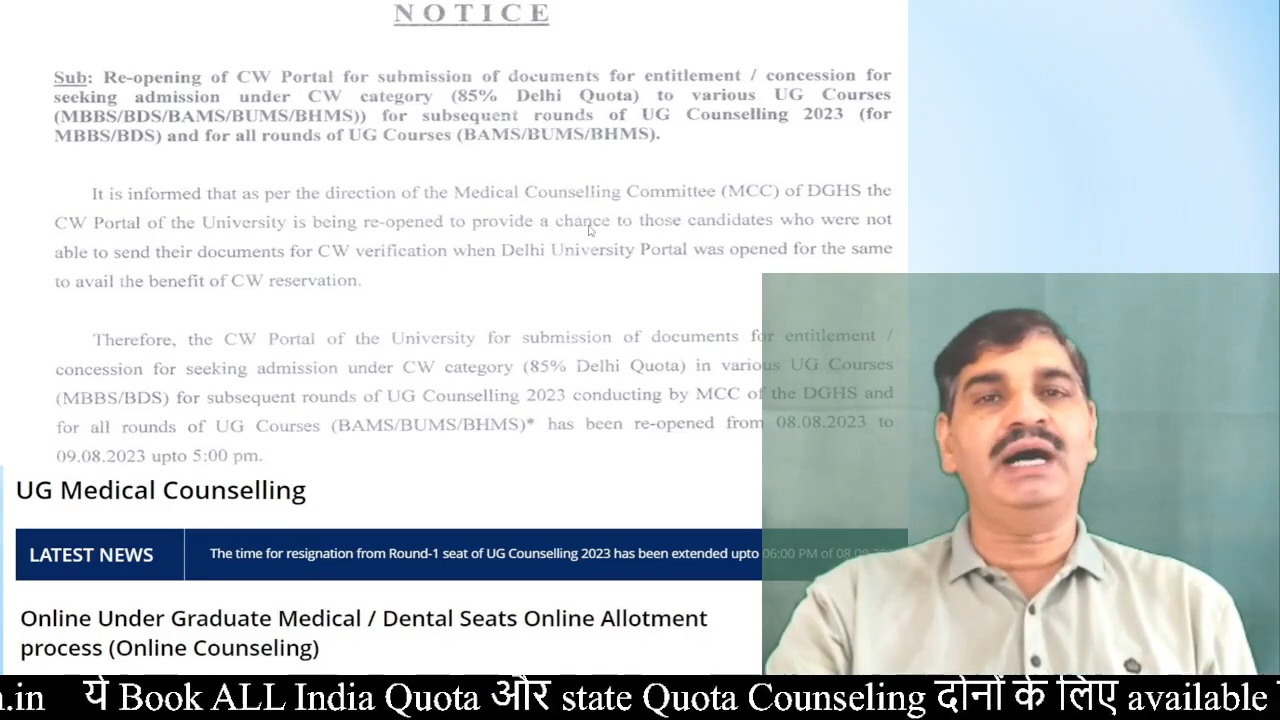 NOTICE
Sub: Re-opening of CW Portal for submission of documents for entitlement / concession for
seeking admission under CW category (85% Delhi Quota) to various UG Courses
(MBBS/BDS/BAMS/BUMS/BHMS)) for subsequent rounds of UG Counselling 2023 (for
MBBS/BDS) and for all rounds of UG Courses (BAMS/BUMS/BHMS).
It is informed that as per the direction of the Medical Counselling Committee (MCC) of DGHS the
CW Portal of the University is being re-opened to provide a chance to those candidates who were not
able to send their documents for CW verification when Delhi University Portal was opened for the same
to avail the benefit of CW reservation.
Therefore, the CW Portal of the University for submission of documents for entitlement /
concession for seeking admission under CW category (85% Delhi Quota) in various UG Courses
(MBBS/BDS) for subsequent rounds of UG Counselling 2023 conducting by MCC of the DGHS and
for all rounds of UG Courses (BAMS/BUMS/BHMS)* has been re-opened from 08.08.2023 to
09.08.2023 upto 5:00 pm.
UG Medical Counselling
LATEST NEWS The time for resignation from Round-1 seat of UG Counselling 2023 has been extended upto 06:00 PM of
Online Under Graduate Medical / Dental Seats Online Allotment
process (Online Counseling)
.in ये Book ALL India Quota और state Quota Counseling दोनों के लिए available